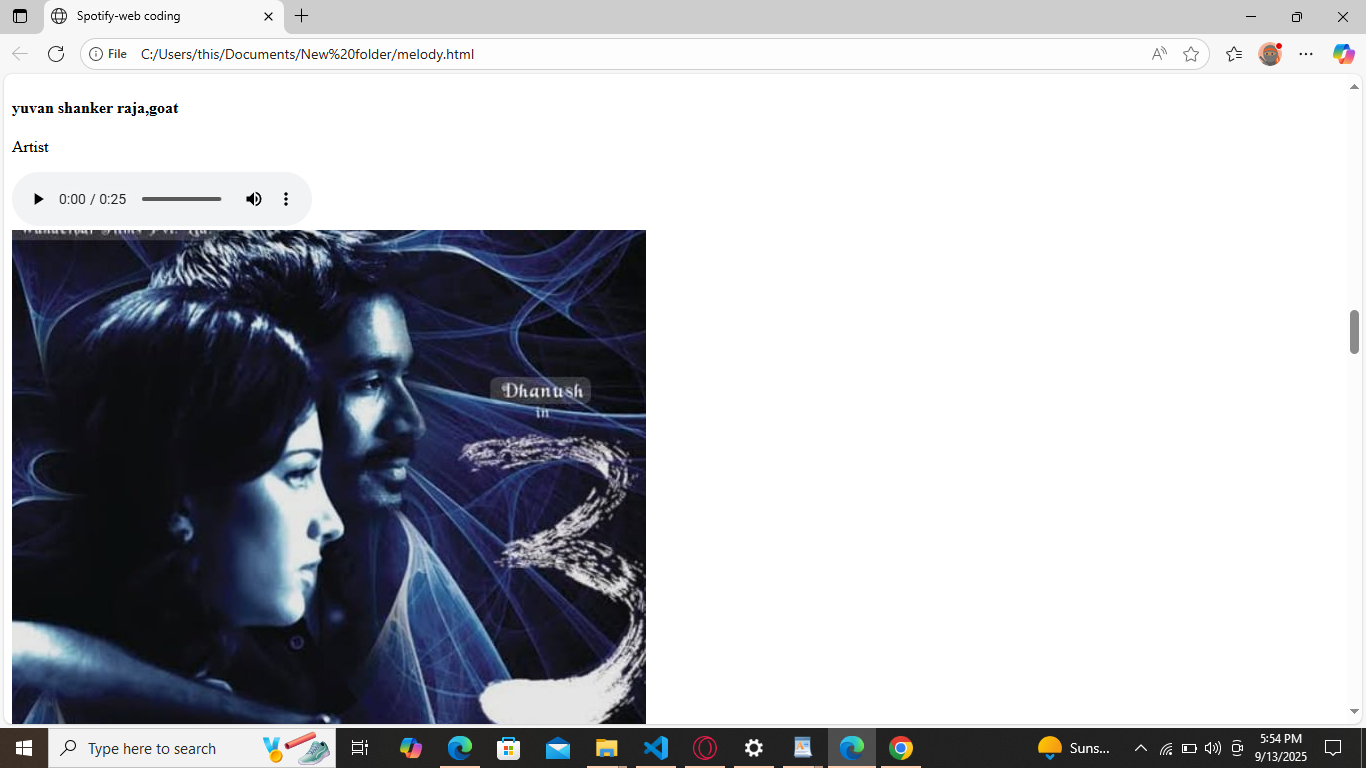 Spotify-web coding
File C:/Users/this/Documents/New%20folder/melody.html
yuvan shanker raja,goat
Artist
0:00 / 0:25
Dhanush
in
3
Type here to search
Suns...
5:54 PM
9/13/2025